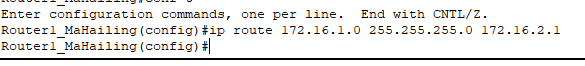 Enter configuration commands, one per line.  End with CNTL/Z.
Router1_MaHailing(config)#ip route 172.16.1.0 255.255.255.0 172.16.2.1
Router1_MaHailing(config)#